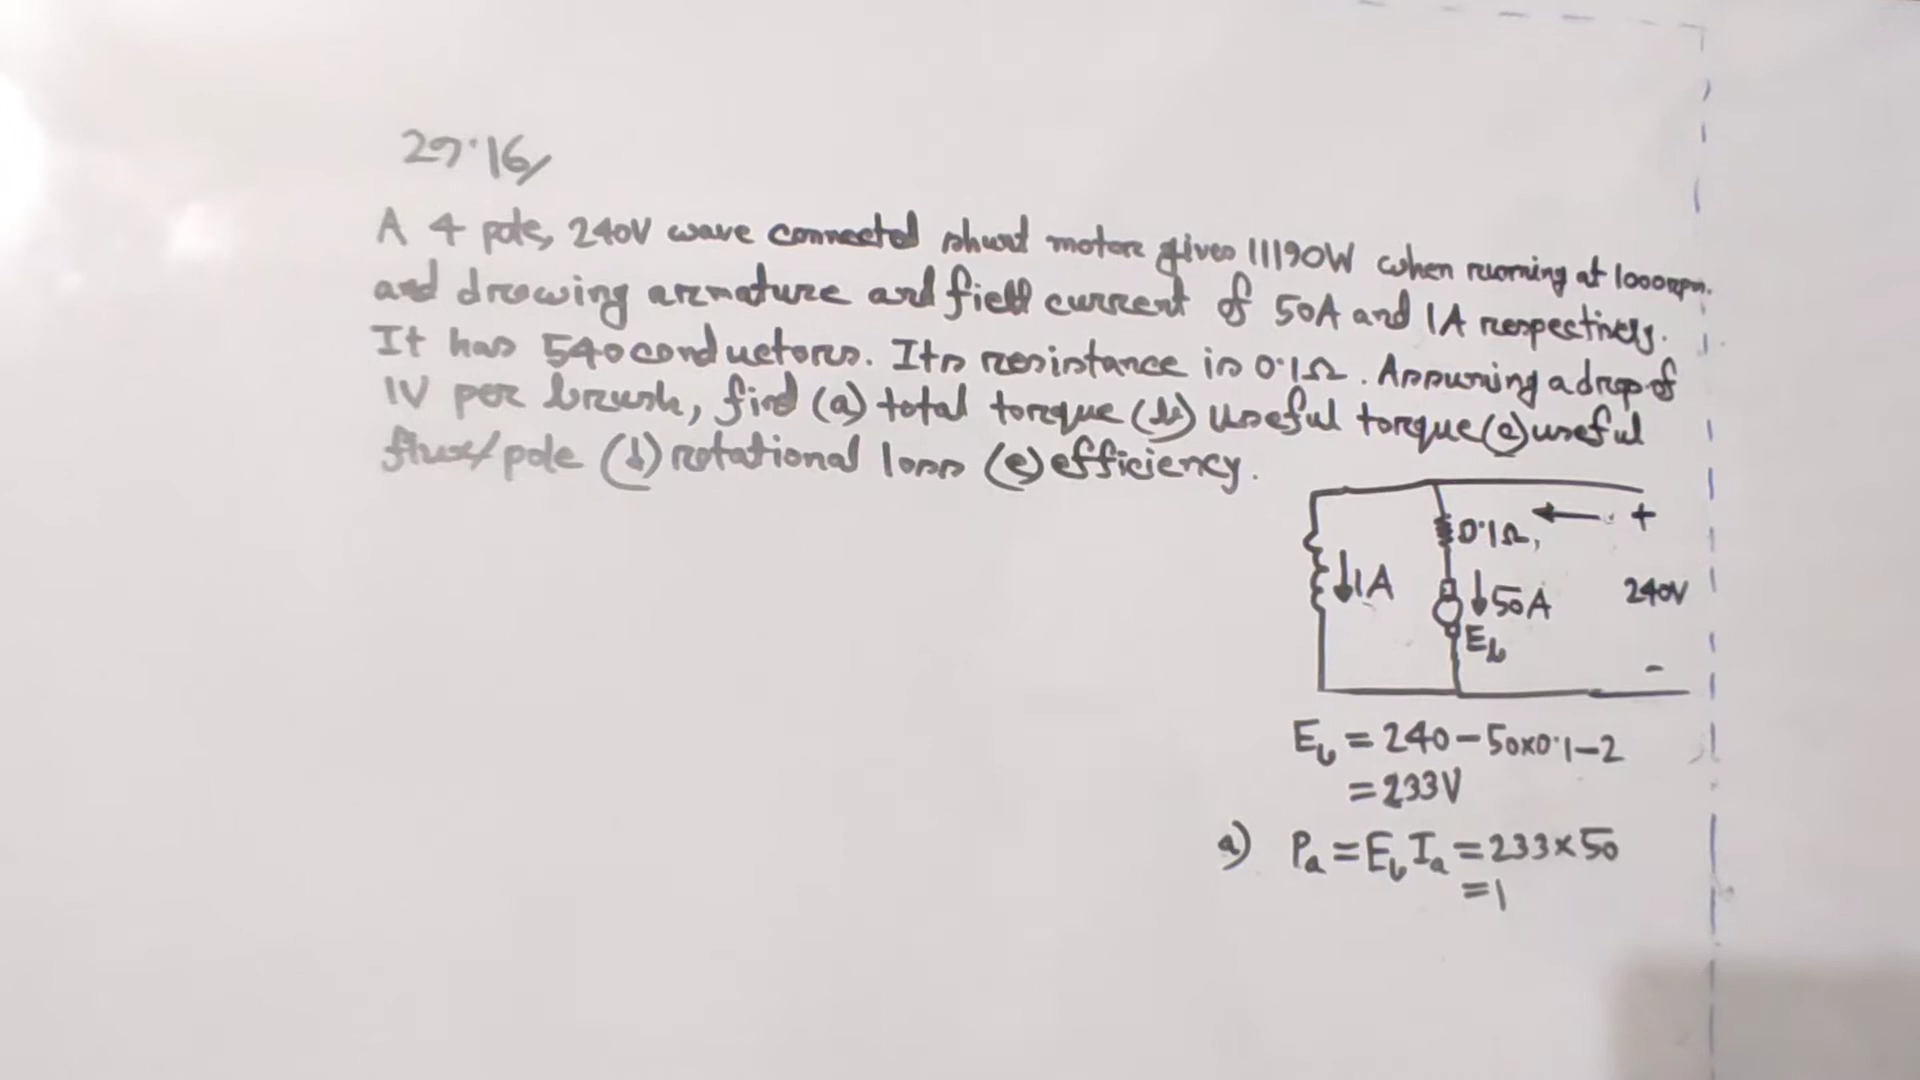 29.16/
A 4 pole, 240V wave connected shunt motor gives 11190W when running at 1000rpm.
and drawing armature and field current of 50A and 1A respectively.
It has 540 conductors. Its resistance is 0.1Ω. Assuming a drop of
1V per brush, find (a) total torque (b) useful torque (c) useful
flux/pole (d) rotational loss (e) efficiency.
0.1Ω,
+
1A
50A
240V
Eb
-
Eb = 240-50×0.1-2
= 233V
a) Pa = EbIa = 233×50
= 1